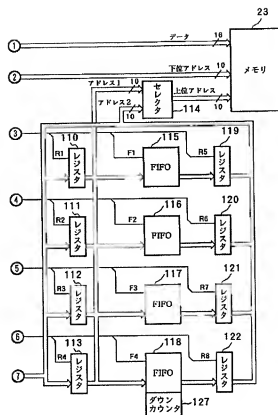 23
データ
16
1
メモリ
下位アドレス
10
2
アドレス1
10
セレクタ
上位アドレス
アドレス2
10
10
114
3
110
115
119
R1
レジスタ
F1
FIFO
R5
レジスタ
4
111
116
120
R2
レジスタ
F2
FIFO
R6
レジスタ
5
112
117
121
R3
レジスタ
F3
FIFO
R7
レジスタ
6
113
118
122
R4
レジスタ
F4
FIFO
R8
レジスタ
7
ダウン
カウンタ
127